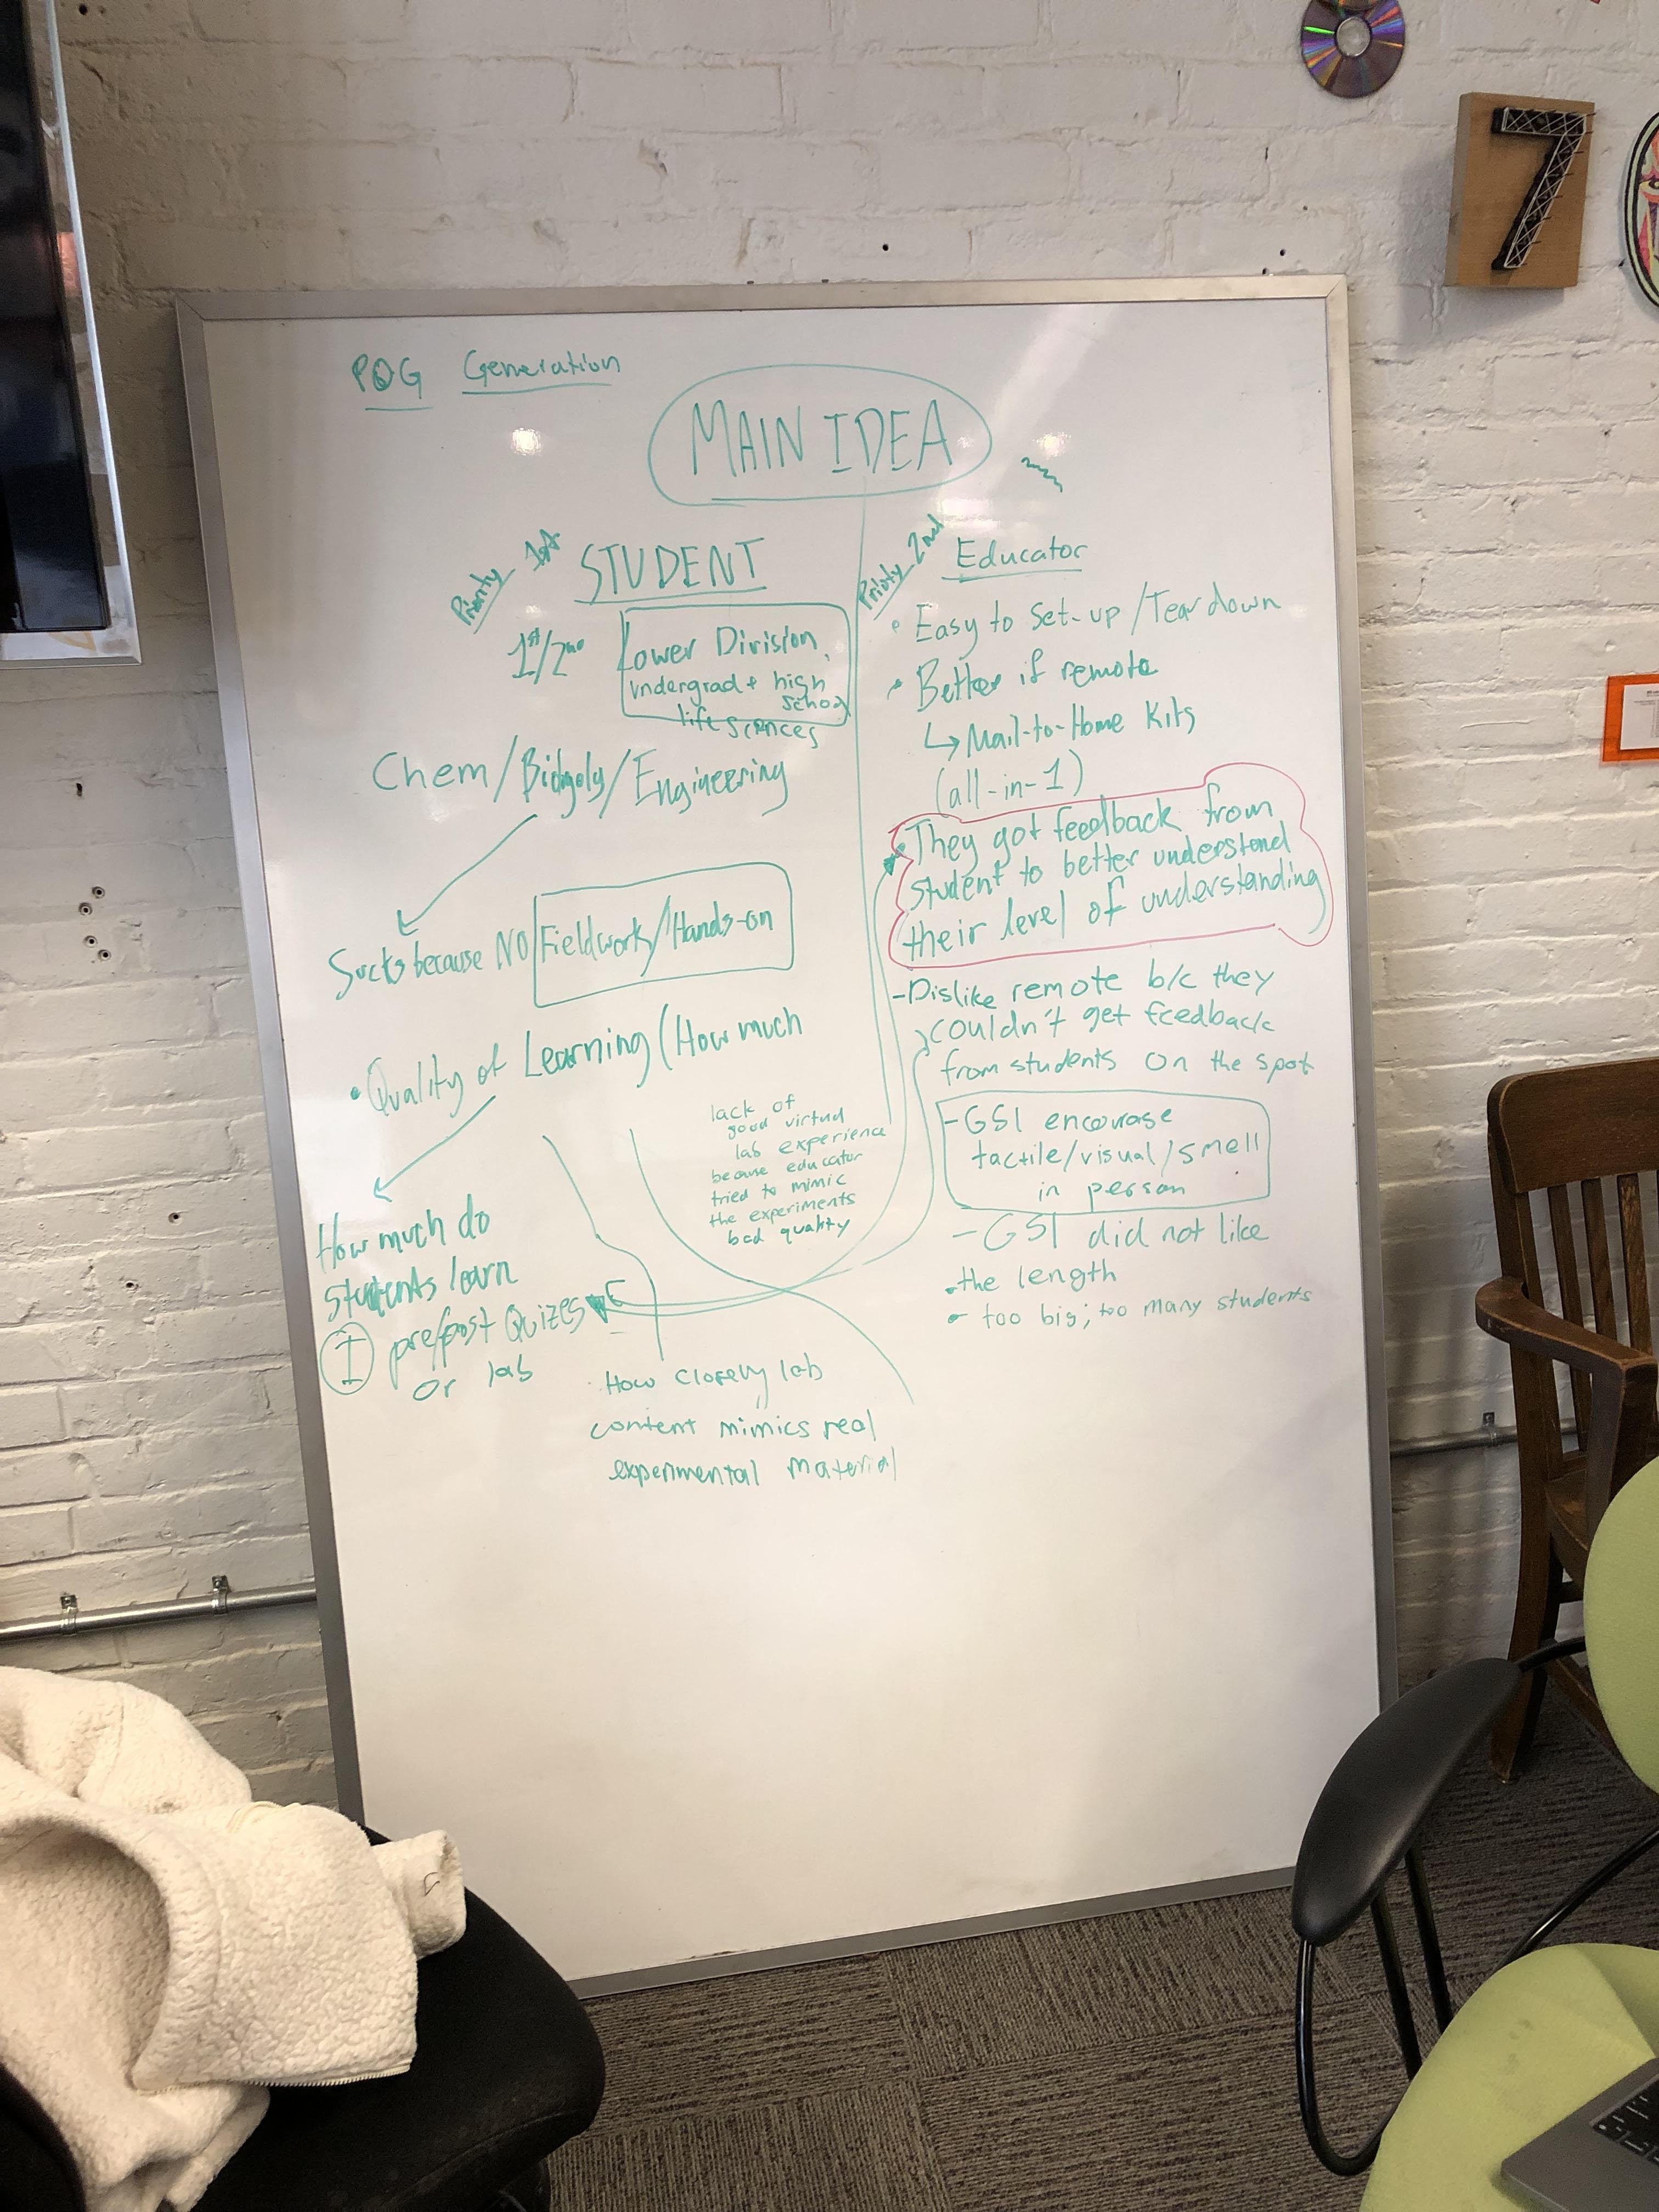 POG Generation
MAIN IDEA
Priority 1st
STUDENT
1st/2nd
Lower Division,
undergrad + high
school
life sciences
Chem/Biology/Engineering
Sucks because NO Fieldwork/Hands-on
• Quality of Learning (How much
How much do
students learn
I pre/post Quizes
or lab
lack of
good virtual
lab experience
because educator
tried to mimic
the experiments
bad quality
How closely lab
content mimics real
experimental material
Prioty 2nd
Educator
• Easy to Set-up/Tear down
• Better if remote
↳ Mail-to-Home Kits
(all-in-1)
• They got feedback from
student to better understand
their level of understanding
- Dislike remote b/c they
couldn't get feedback
from students on the spot
- GSI encourase
tactile/visual/smell
in person
- GSI did not like
• the length
• too big; too many students
7